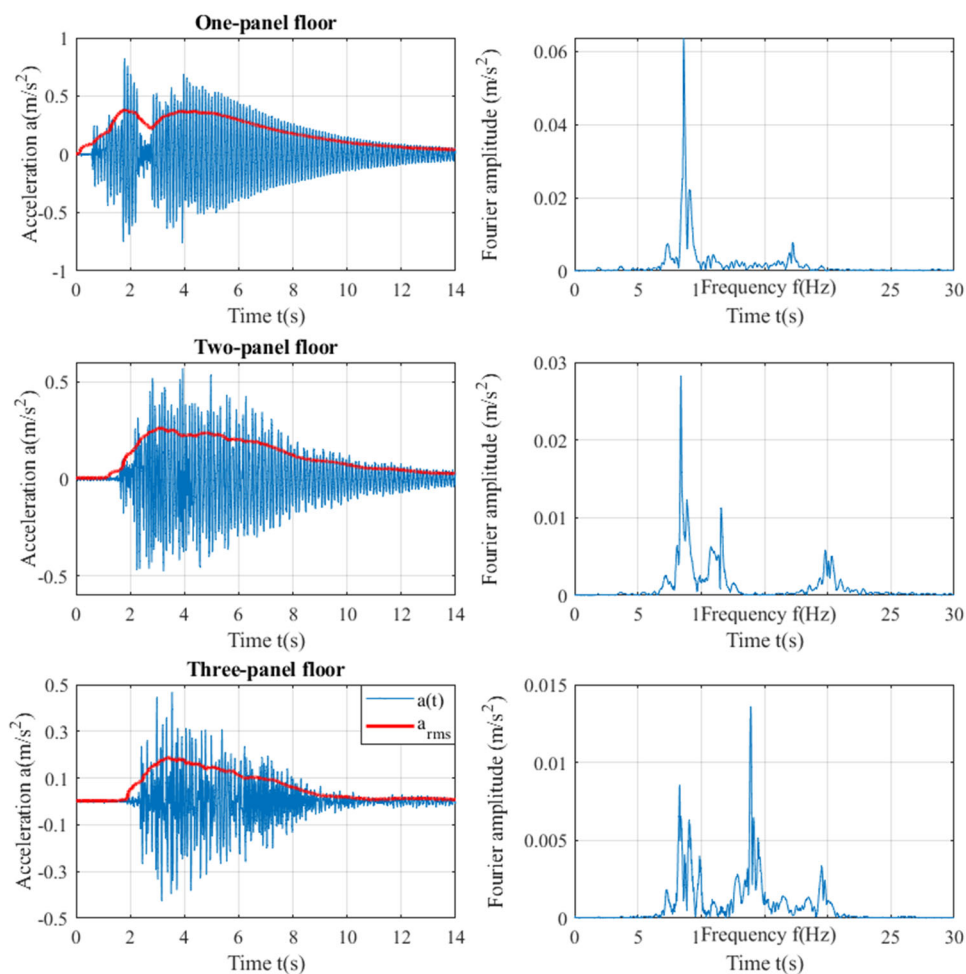 One-panel floor
1
0.5
0
-0.5
-1
Acceleration a(m/s²)
0 2 4 6 8 10 12 14
Time t(s)
0.06
0.04
0.02
0
Fourier amplitude (m/s²)
0 5 1 Frequency f(Hz) 25 30
Time t(s)
Two-panel floor
0.5
0
-0.5
Acceleration a(m/s²)
0 2 4 6 8 10 12 14
Time t(s)
0.03
0.02
0.01
0
Fourier amplitude (m/s²)
0 5 1 Frequency f(Hz) 25 30
Time t(s)
Three-panel floor
0.5
0.3
0.1
-0.1
-0.3
-0.5
Acceleration a(m/s²)
a(t)
a_rms
0 2 4 6 8 10 12 14
Time t(s)
0.015
0.01
0.005
0
Fourier amplitude (m/s²)
0 5 1 Frequency f(Hz) 25 30
Time t(s)